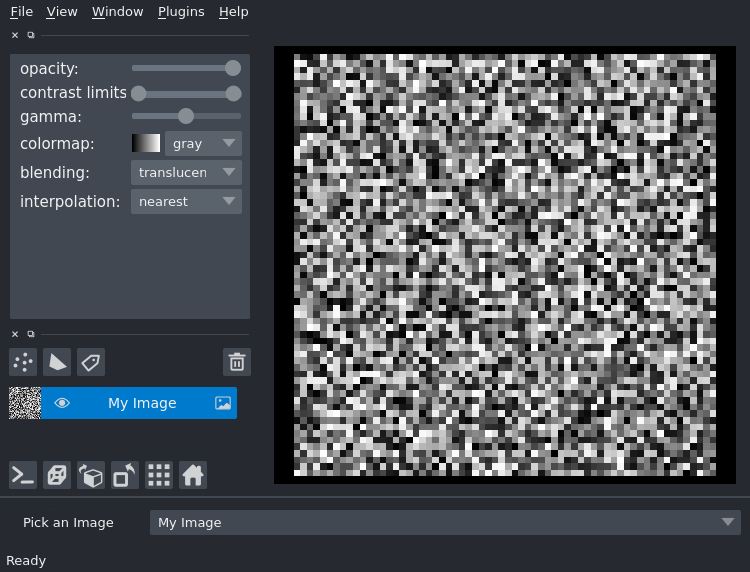 File View Window Plugins Help
opacity:
contrast limits
gamma:
colormap: gray
blending: translucen
interpolation: nearest
My Image
Pick an Image My Image
Ready